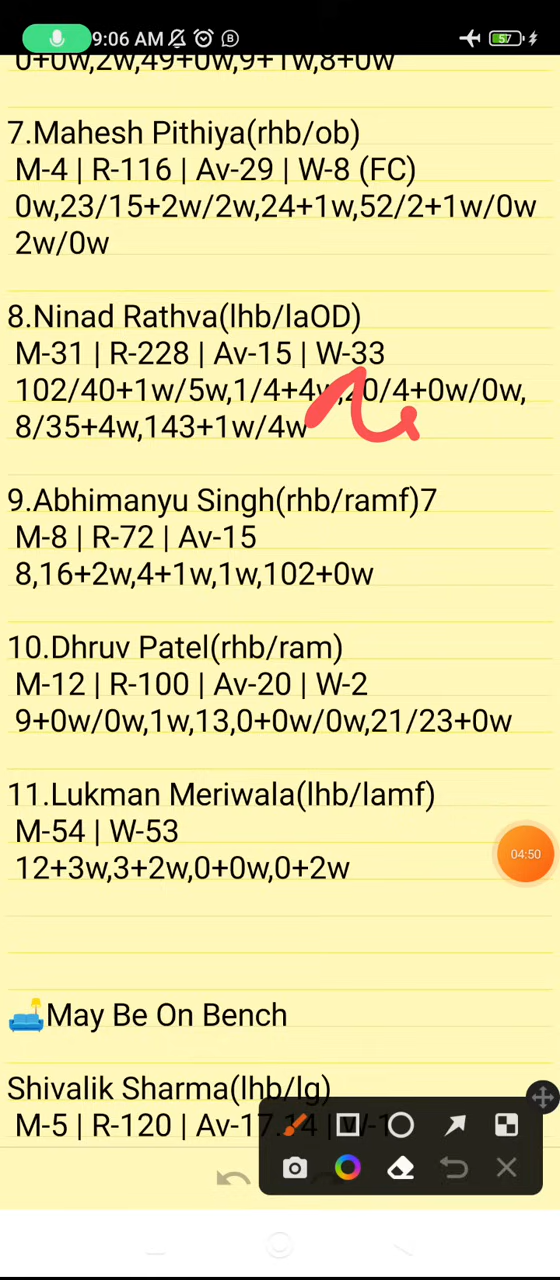 9:06 AM
57
0+0w,2w,49+0w,9+1w,8+0w
7.Mahesh Pithiya(rhb/ob)
M-4 | R-116 | Av-29 | W-8 (FC)
0w,23/15+2w/2w,24+1w,52/2+1w/0w
2w/0w
8.Ninad Rathva(lhb/laOD)
M-31 | R-228 | Av-15 | W-33
102/40+1w/5w,1/4+4w,20/4+0w/0w,
8/35+4w,143+1w/4w
9.Abhimanyu Singh(rhb/ramf)7
M-8 | R-72 | Av-15
8,16+2w,4+1w,1w,102+0w
10.Dhruv Patel(rhb/ram)
M-12 | R-100 | Av-20 | W-2
9+0w/0w,1w,13,0+0w/0w,21/23+0w
11.Lukman Meriwala(lhb/lamf)
M-54 | W-53
04:50
12+3w,3+2w,0+0w,0+2w
May Be On Bench
Shivalik Sharma(lhb/lg)
M-5 | R-120 | Av-17.14 | W-1